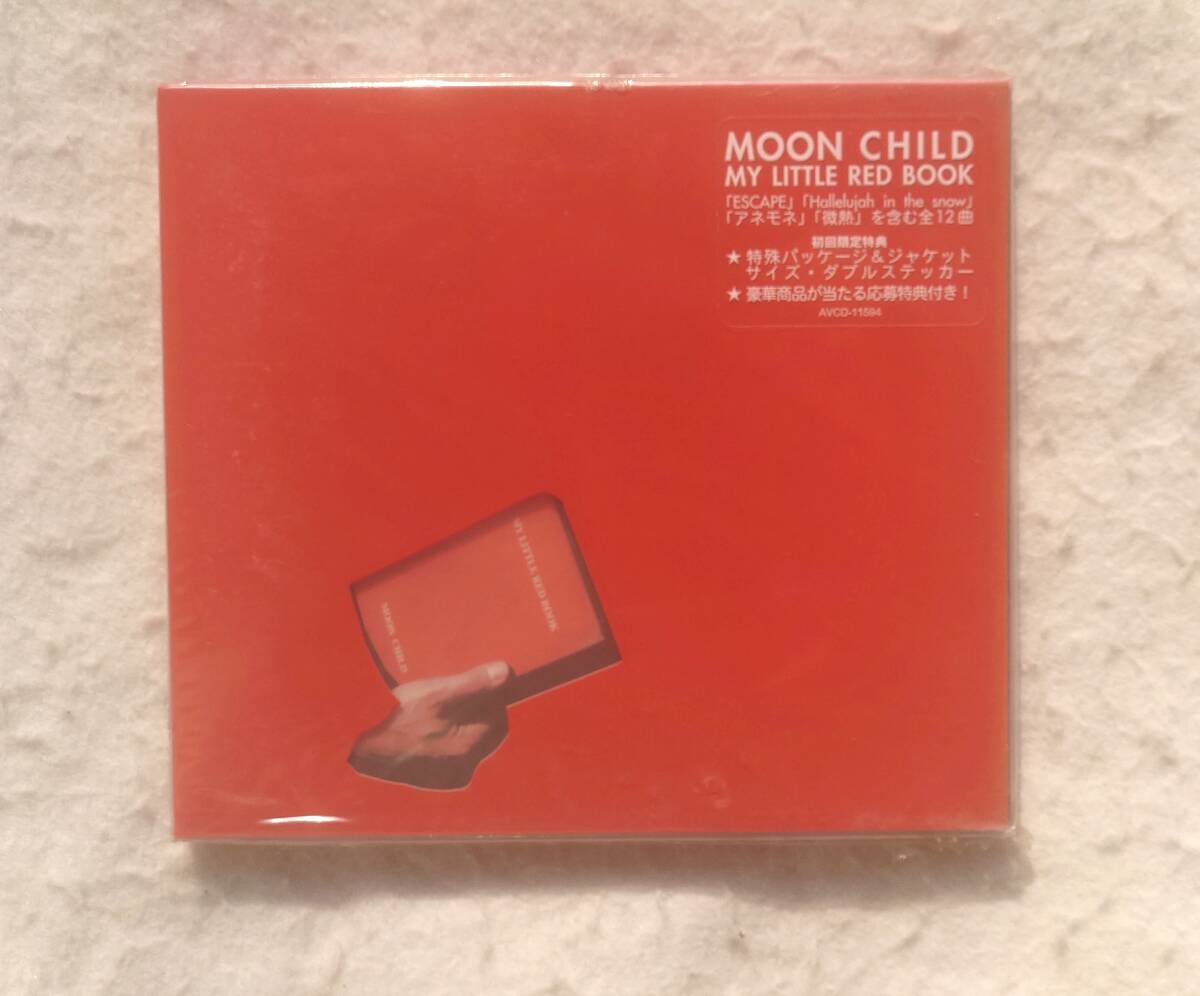 MOON CHILD
MY LITTLE RED BOOK
「ESCAPE」「Hallelujah in the snow」
「アネモネ」「微熱」を含む全12曲
初回限定特典
★ 特殊パッケージ&ジャケット
サイズ・ダブルステッカー
★ 豪華商品が当たる応募特典付き！
AVCD-11594
MY LITTLE RED BOOK
MOON CHILD